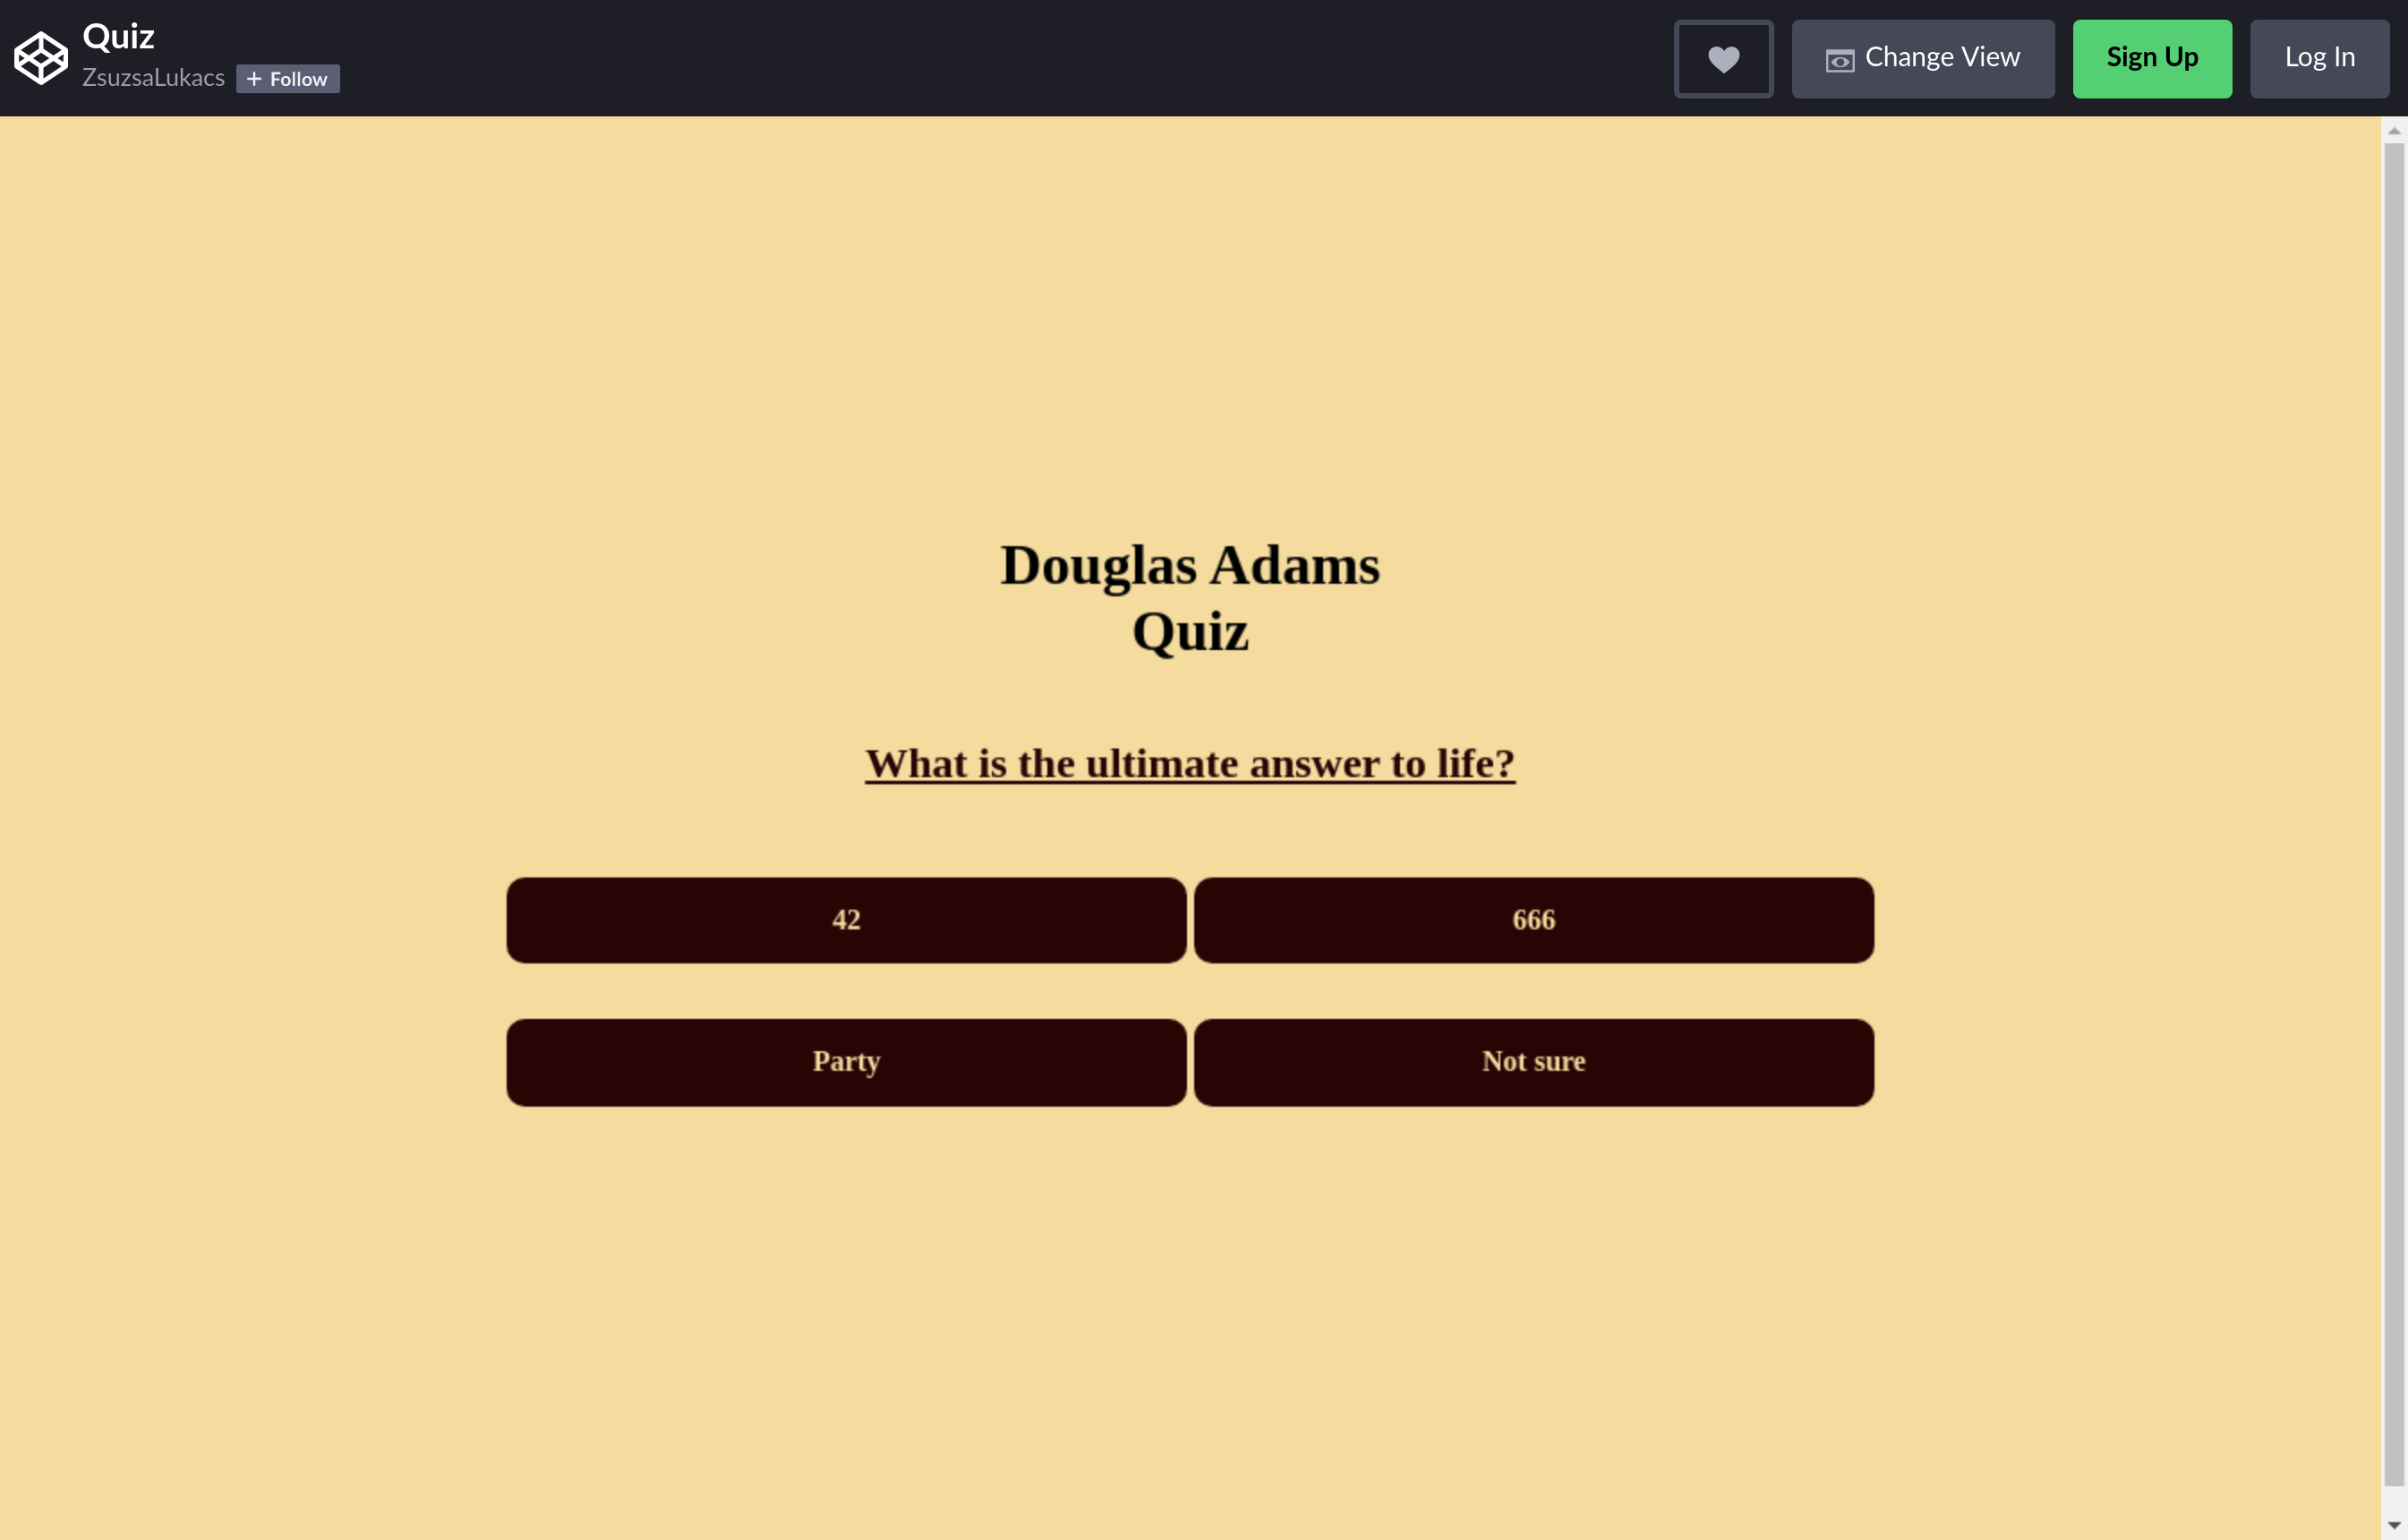 Quiz
ZsuzsaLukacs + Follow
Change View
Sign Up
Log In
Douglas Adams
Quiz
What is the ultimate answer to life?
42
666
Party
Not sure